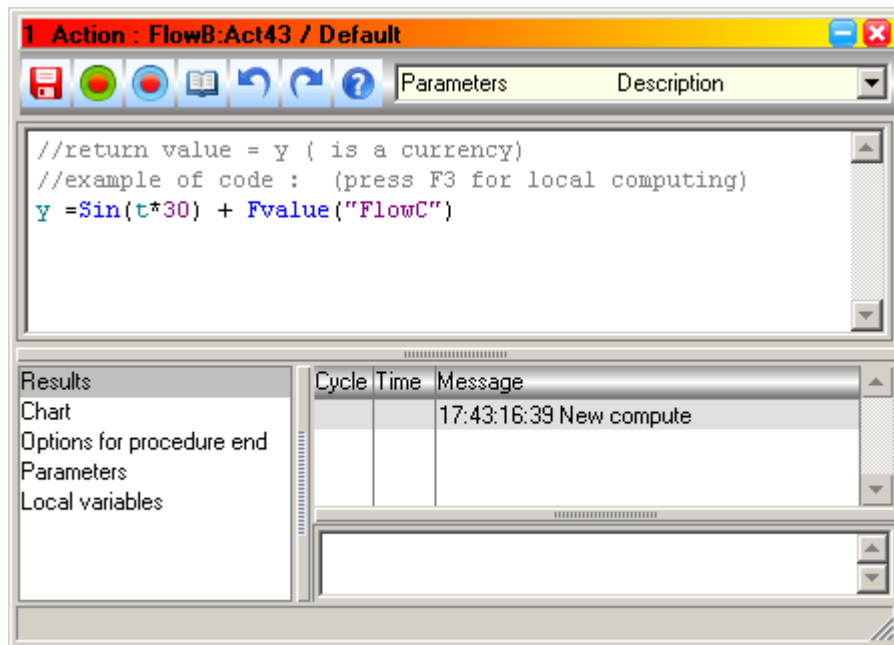 1 Action : FlowB:Act43 / Default
Parameters Description
//return value = y ( is a currency)
//example of code :  (press F3 for local computing)
y =Sin(t*30) + Fvalue("FlowC")
Results
Chart
Options for procedure end
Parameters
Local variables
Cycle Time Message
17:43:16:39 New compute